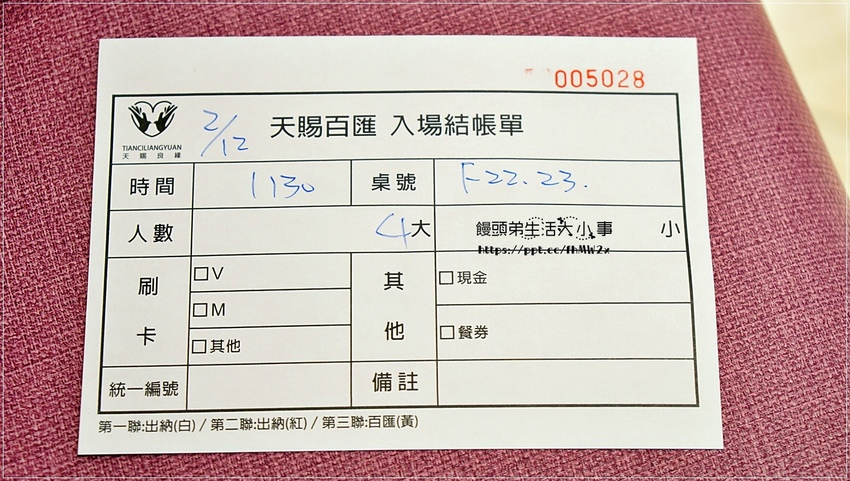 005028
TIANCILIANGYUAN
天賜良緣
2/12 天賜百匯 入場結帳單
時間 1130 桌號 F22.23.
人數 4大 小
饅頭弟生活大小事
https://ppt.cc/fhMW2x
刷卡 □V 其他 □現金
□M
□其他 □餐券
統一編號 備註
第一聯:出納(白) / 第二聯:出納(紅) / 第三聯:百匯(黃)